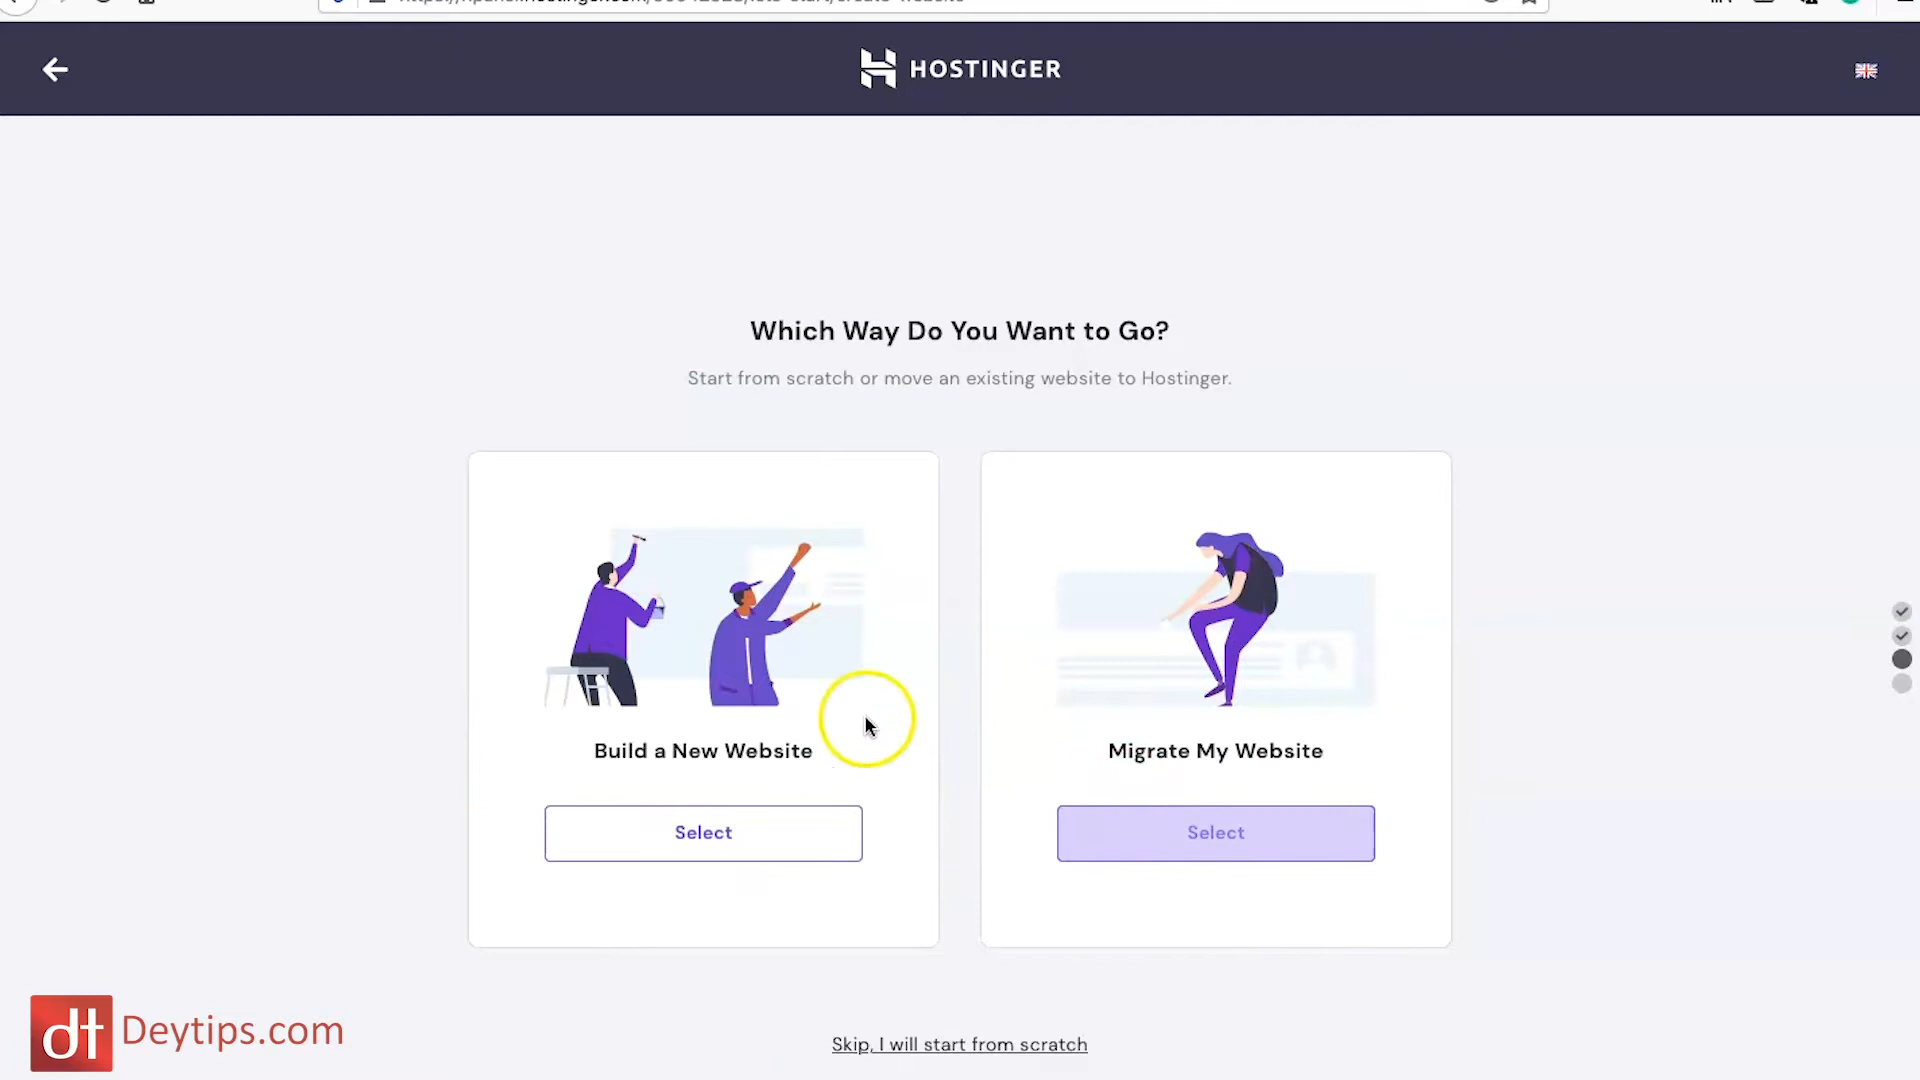 HOSTINGER
Which Way Do You Want to Go?
Start from scratch or move an existing website to Hostinger.
Build a New Website
Migrate My Website
Select
Select
Skip, I will start from scratch
dt Deytips.com